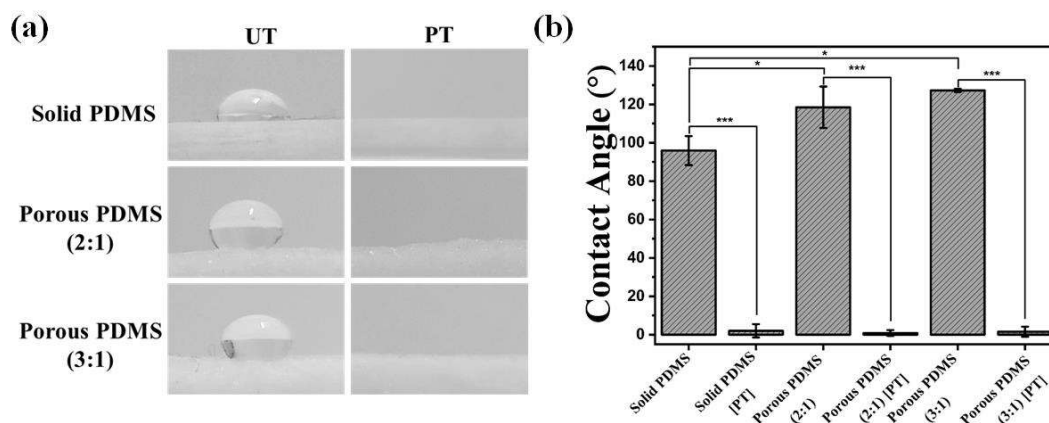 (a)
UT PT
Solid PDMS
Porous PDMS
(2:1)
Porous PDMS
(3:1)
(b)
Contact Angle (°)
140
120
100
80
60
40
20
0
*
*
***
***
***
Solid PDMS
Solid PDMS
[PT]
Porous PDMS
(2:1)
Porous PDMS
(2:1) [PT]
Porous PDMS
(3:1)
Porous PDMS
(3:1) [PT]